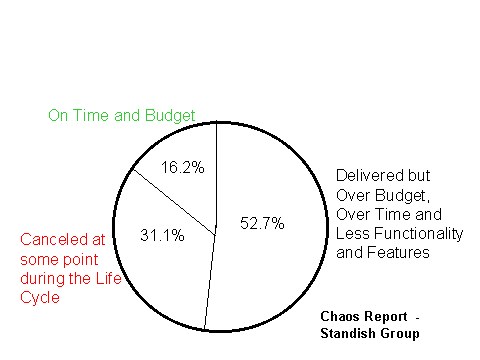 On Time and Budget
16.2%
52.7%
31.1%
Delivered but
Over Budget,
Over Time and
Less Functionality
and Features
Canceled at
some point
during the Life
Cycle
Chaos Report -
Standish Group